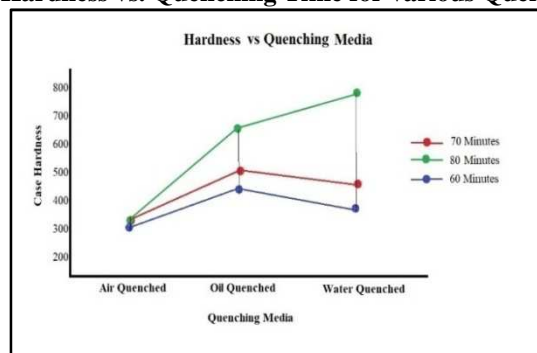 Hardness vs. Quenching Time for various Quen
Hardness vs Quenching Media
800
700
600
500
400
300
200
Case Hardness
70 Minutes
80 Minutes
60 Minutes
Air Quenched Oil Quenched Water Quenched
Quenching Media